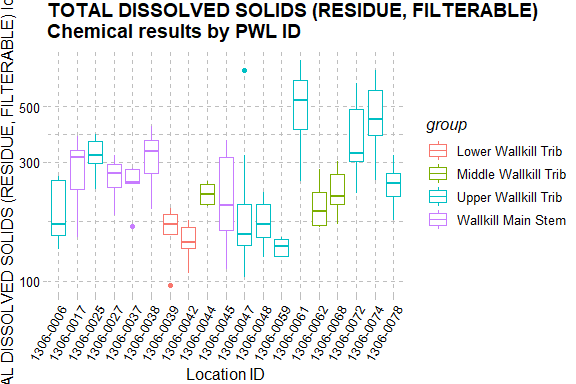 TOTAL DISSOLVED SOLIDS (RESIDUE, FILTERABLE)
Chemical results by PWL ID
DISSOLVED SOLIDS (RESIDUE, FILTERABLE)
500
300
100
1306-0006
1306-0017
1306-0025
1306-0027
1306-0037
1306-0038
1306-0039
1306-0042
1306-0044
1306-0045
1306-0047
1306-0048
1306-0059
1306-0061
1306-0062
1306-0068
1306-0072
1306-0074
1306-0078
Location ID
group
Lower Wallkill Trib
Middle Wallkill Trib
Upper Wallkill Trib
Wallkill Main Stem